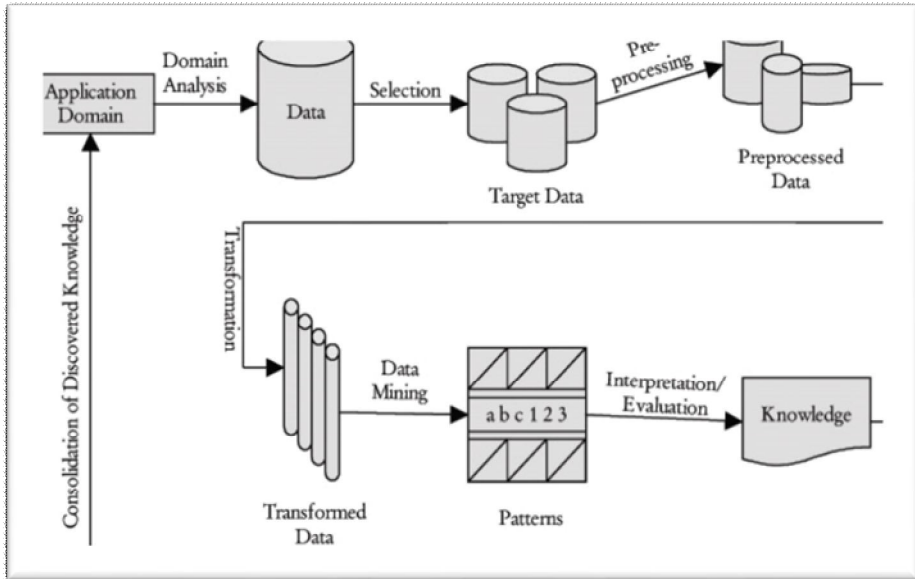 Application
Domain
Domain
Analysis
Data
Selection
Target Data
Pre-
processing
Preprocessed
Data
Transformation
Transformed
Data
Data
Mining
a b c 1 2 3
Patterns
Interpretation/
Evaluation
Knowledge
Consolidation of Discovered Knowledge